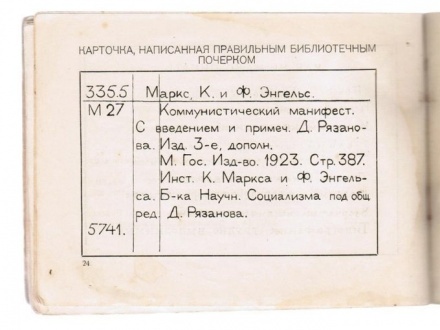 КАРТОЧКА, НАПИСАННАЯ ПРАВИЛЬНЫМ БИБЛИОТЕЧНЫМ
ПОЧЕРКОМ
335.5 Маркс, К. и Ф. Энгельс.
М 27 Коммунистический манифест.
С введением и примеч. Д. Рязано-
ва. Изд. 3-е, дополн.
М. Гос. Изд-во. 1923. Стр. 387.
Инст. К. Маркса и Ф. Энгель-
са. Б-ка Научн. Социализма под общ
ред. Д. Рязанова.
5741.
24